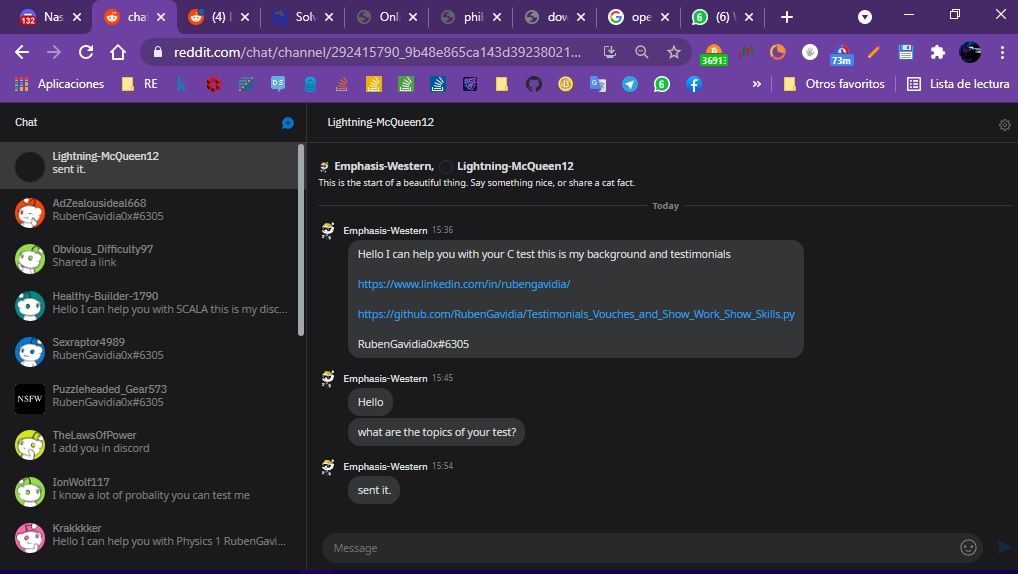 132 Nas
chat
(4) I
Solv
Onli
phil
dow
ope
6 (6) W
reddit.com/chat/channel/292415790_9b48e865ca143d39238021...
3691
73m
Aplicaciones
RE
»
Otros favoritos
Lista de lectura
Chat
Lightning-McQueen12
sent it.
AdZealousideal668
RubenGavidia0x#6305
Obvious_Difficulty97
Shared a link
Healthy-Builder-1790
Hello I can help you with SCALA this is my disc...
Sexraptor4989
RubenGavidia0x#6305
NSFW
Puzzleheaded_Gear573
RubenGavidia0x#6305
TheLawsOfPower
I add you in discord
IonWolf117
I know a lot of probality you can test me
Krakkkker
Hello I can help you with Physics 1 RubenGavi...
Lightning-McQueen12
Emphasis-Western, Lightning-McQueen12
This is the start of a beautiful thing. Say something nice, or share a cat fact.
Today
Emphasis-Western 15:36
Hello I can help you with your C test this is my background and testimonials
https://www.linkedin.com/in/rubengavidia/
https://github.com/RubenGavidia/Testimonials_Vouches_and_Show_Work_Show_Skills.py
RubenGavidia0x#6305
Emphasis-Western 15:45
Hello
what are the topics of your test?
Emphasis-Western 15:54
sent it.
Message